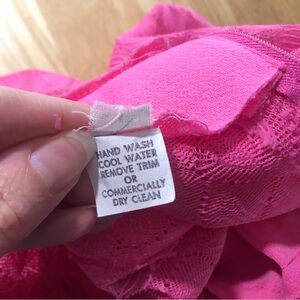 HAND WASH
COOL WATER
REMOVE TRIM
OR
COMMERCIALLY
DRY CLEAN